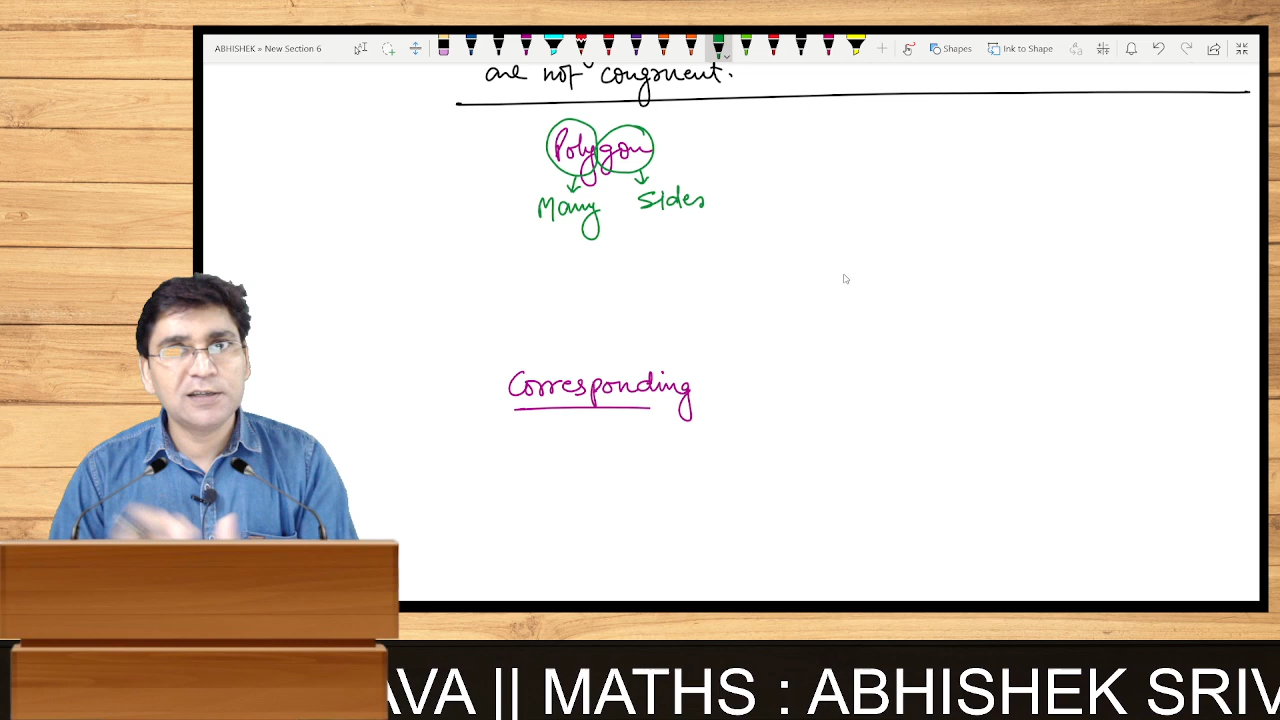 ABHISHEK » New Section 6
Shapes
Ink to Shape
are not congruent.
Polygon
Many Sides
Corresponding
AVA || MATHS : ABHISHEK SRIV